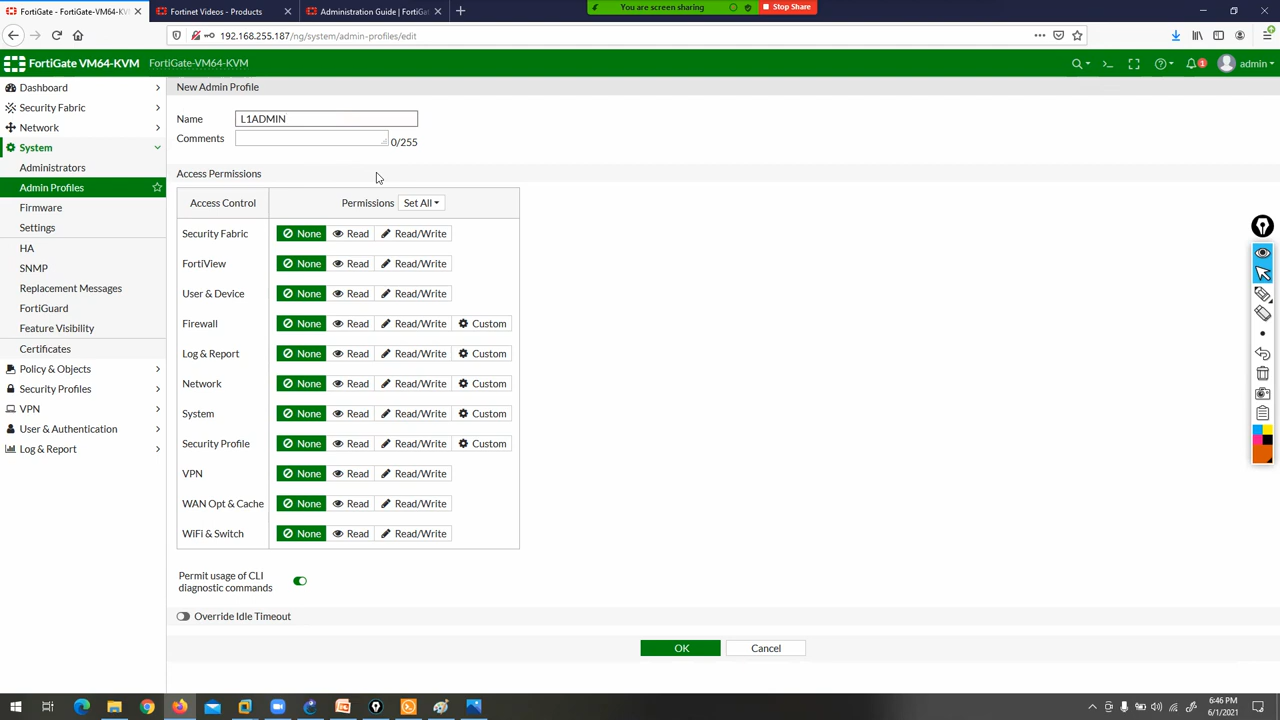 FortiGate - FortiGate-VM64-KVM
Fortinet Videos - Products
Administration Guide | FortiGat
You are screen sharing
Stop Share
192.168.255.187/ng/system/admin-profiles/edit
FortiGate VM64-KVM
FortiGate-VM64-KVM
1
admin
Dashboard
Security Fabric
Network
System
Administrators
Admin Profiles
Firmware
Settings
HA
SNMP
Replacement Messages
FortiGuard
Feature Visibility
Certificates
Policy & Objects
Security Profiles
VPN
User & Authentication
Log & Report
New Admin Profile
Name L1ADMIN
Comments 0/255
Access Permissions
Access Control Permissions Set All
Security Fabric None Read Read/Write
FortiView None Read Read/Write
User & Device None Read Read/Write
Firewall None Read Read/Write Custom
Log & Report None Read Read/Write Custom
Network None Read Read/Write Custom
System None Read Read/Write Custom
Security Profile None Read Read/Write Custom
VPN None Read Read/Write
WAN Opt & Cache None Read Read/Write
WiFi & Switch None Read Read/Write
Permit usage of CLI
diagnostic commands
Override Idle Timeout
OK Cancel
6:46 PM
6/1/2021